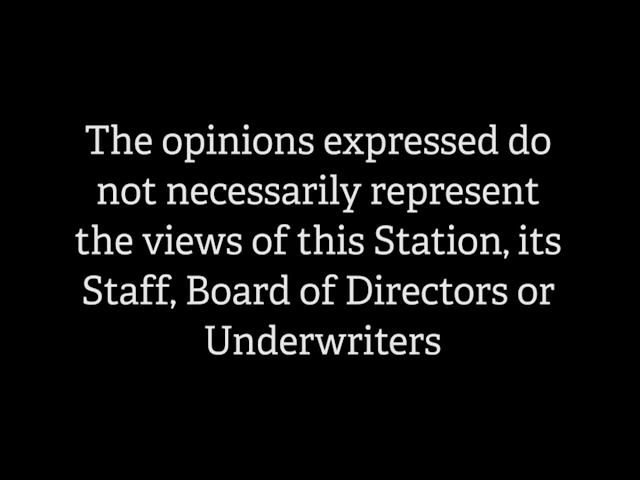 The opinions expressed do
not necessarily represent
the views of this Station, its
Staff, Board of Directors or
Underwriters